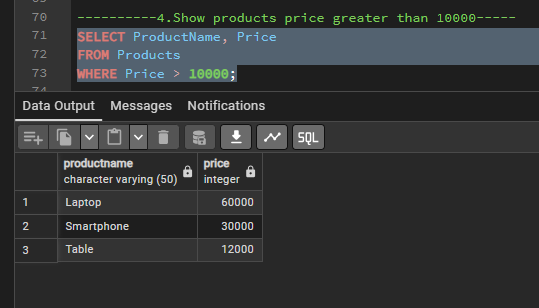 70
----------4.Show products price greater than 10000-----
71 SELECT ProductName, Price
72 FROM Products
73 WHERE Price > 10000;
Data Output Messages Notifications
SQL
productname price
character varying (50) integer
1 Laptop 60000
2 Smartphone 30000
3 Table 12000